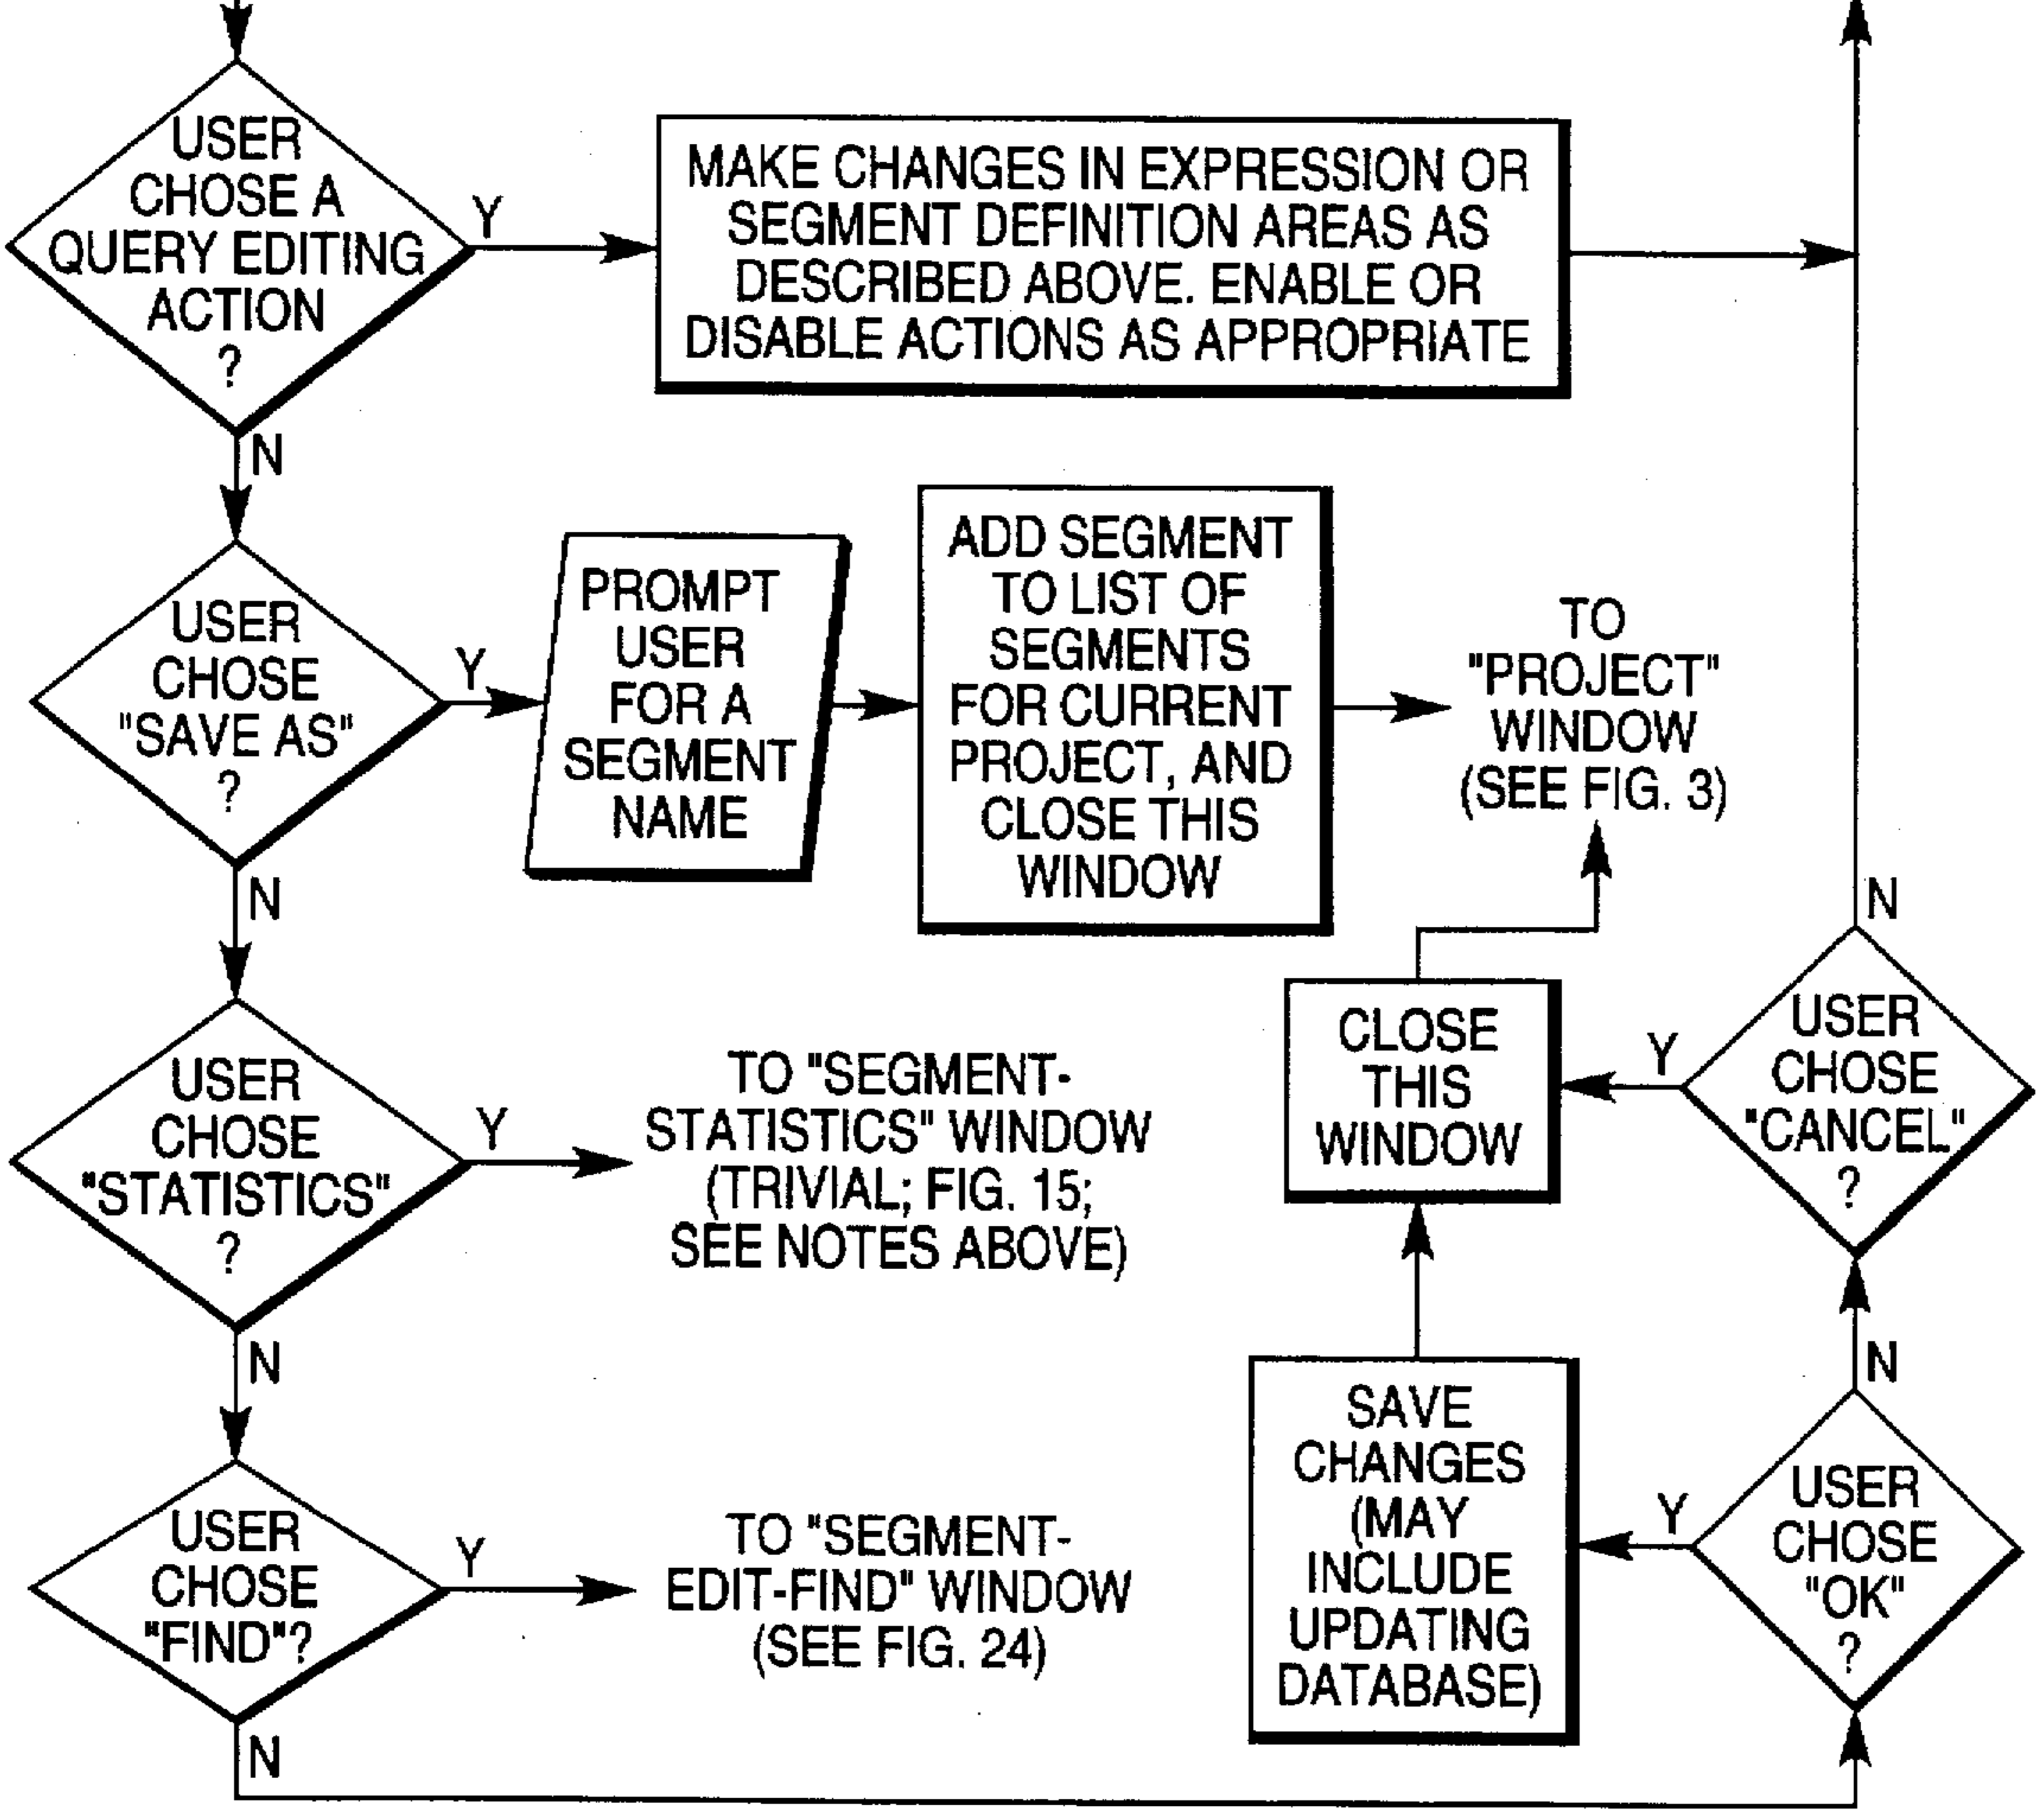 USER
CHOSE A
QUERY EDITING
ACTION
?
Y
MAKE CHANGES IN EXPRESSION OR
SEGMENT DEFINITION AREAS AS
DESCRIBED ABOVE. ENABLE OR
DISABLE ACTIONS AS APPROPRIATE
N
USER
CHOSE
"SAVE AS"
?
Y
PROMPT
USER
FOR A
SEGMENT
NAME
ADD SEGMENT
TO LIST OF
SEGMENTS
FOR CURRENT
PROJECT, AND
CLOSE THIS
WINDOW
TO
"PROJECT"
WINDOW
(SEE FIG. 3)
N
USER
CHOSE
"STATISTICS"
?
Y
TO "SEGMENT-
STATISTICS" WINDOW
(TRIVIAL; FIG. 15;
SEE NOTES ABOVE)
N
USER
CHOSE
"FIND"?
Y
TO "SEGMENT-
EDIT-FIND" WINDOW
(SEE FIG. 24)
N
USER
CHOSE
"OK"
?
Y
SAVE
CHANGES
(MAY
INCLUDE
UPDATING
DATABASE)
N
USER
CHOSE
"CANCEL"
?
Y
CLOSE
THIS
WINDOW
N